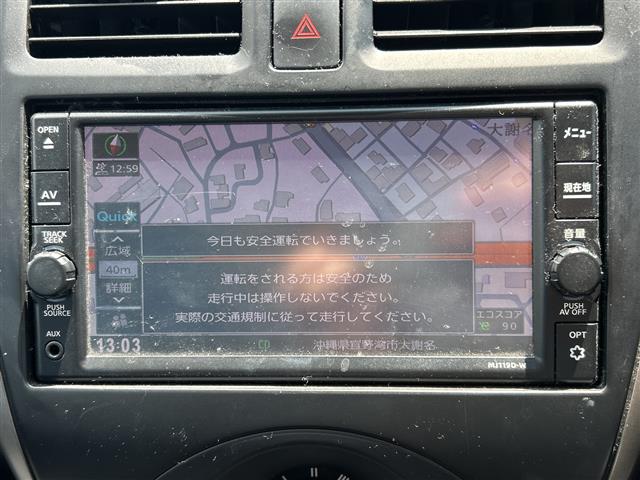 OPEN
AV
TRACK
SEEK
PUSH
SOURCE
AUX
大謝名
12:59
Quick
広域
40m
詳細
今日も安全運転でいきましょう。
運転をされる方は安全のため
走行中は操作しないでください。
実際の交通規制に従って走行してください。
エコスコア
e 90
13:03
CD
沖縄県宜野湾市大謝名
MJ119D-W
メニュー
現在地
音量
PUSH
AV OFF
OPT